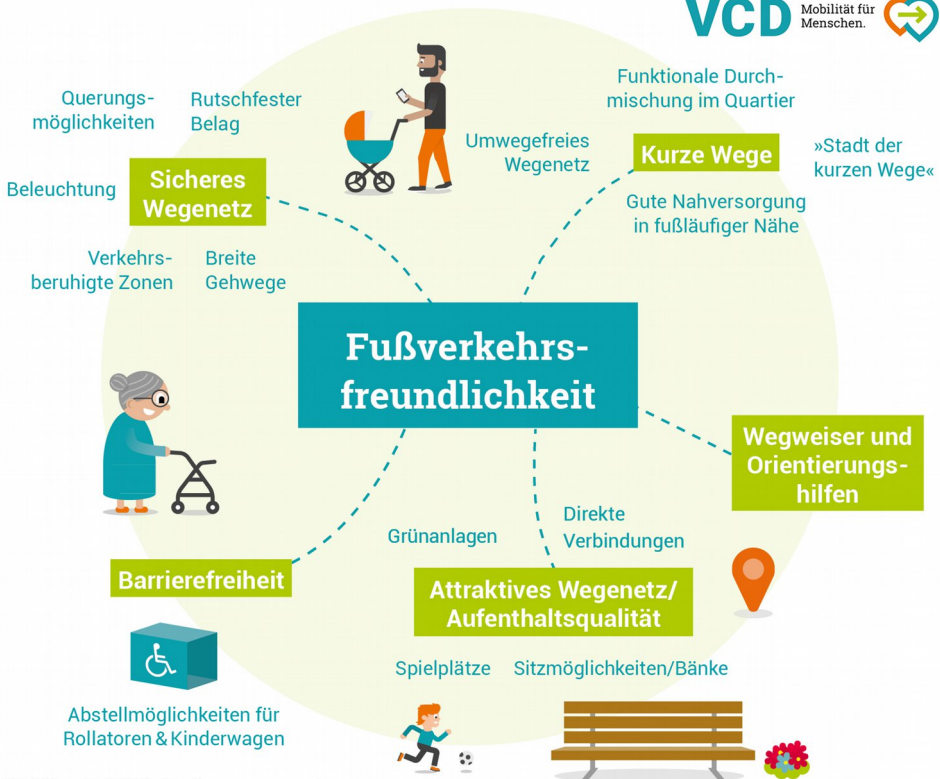 VCD
Mobilität für
Menschen.
Querungs-
möglichkeiten
Rutschfester
Belag
Beleuchtung
Sicheres
Wegenetz
Verkehrs-
beruhigte Zonen
Breite
Gehwege
Funktionale Durch-
mischung im Quartier
Umwegefreies
Wegenetz
Kurze Wege
»Stadt der
kurzen Wege«
Gute Nahversorgung
in fußläufiger Nähe
Fußverkehrs-
freundlichkeit
Wegweiser und
Orientierungs-
hilfen
Grünanlagen
Direkte
Verbindungen
Barrierefreiheit
Attraktives Wegenetz/
Aufenthaltsqualität
Spielplätze
Sitzmöglichkeiten/Bänke
Abstellmöglichkeiten für
Rollatoren & Kinderwagen